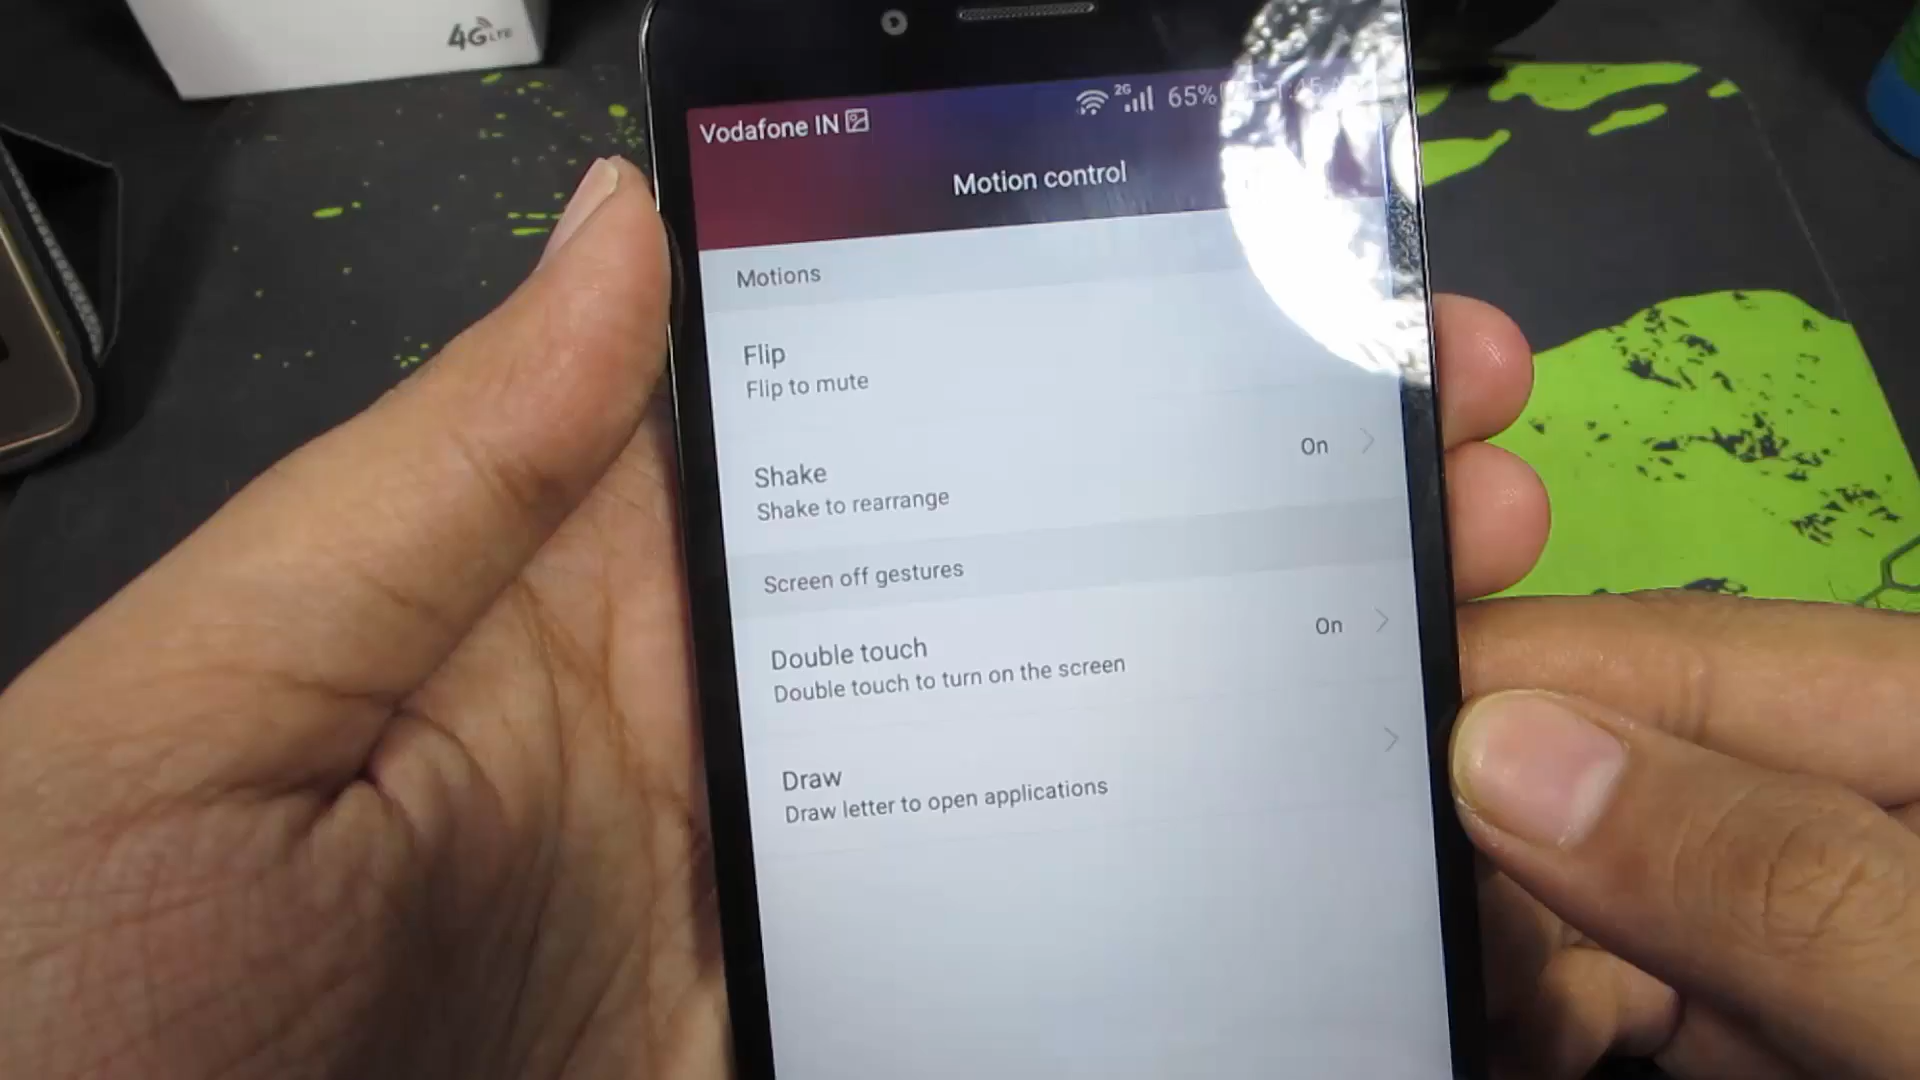 4G LTE
Vodafone IN
2G 65%
Motion control
Motions
Flip
Flip to mute
Shake
On
Shake to rearrange
Screen off gestures
Double touch
On
Double touch to turn on the screen
Draw
Draw letter to open applications